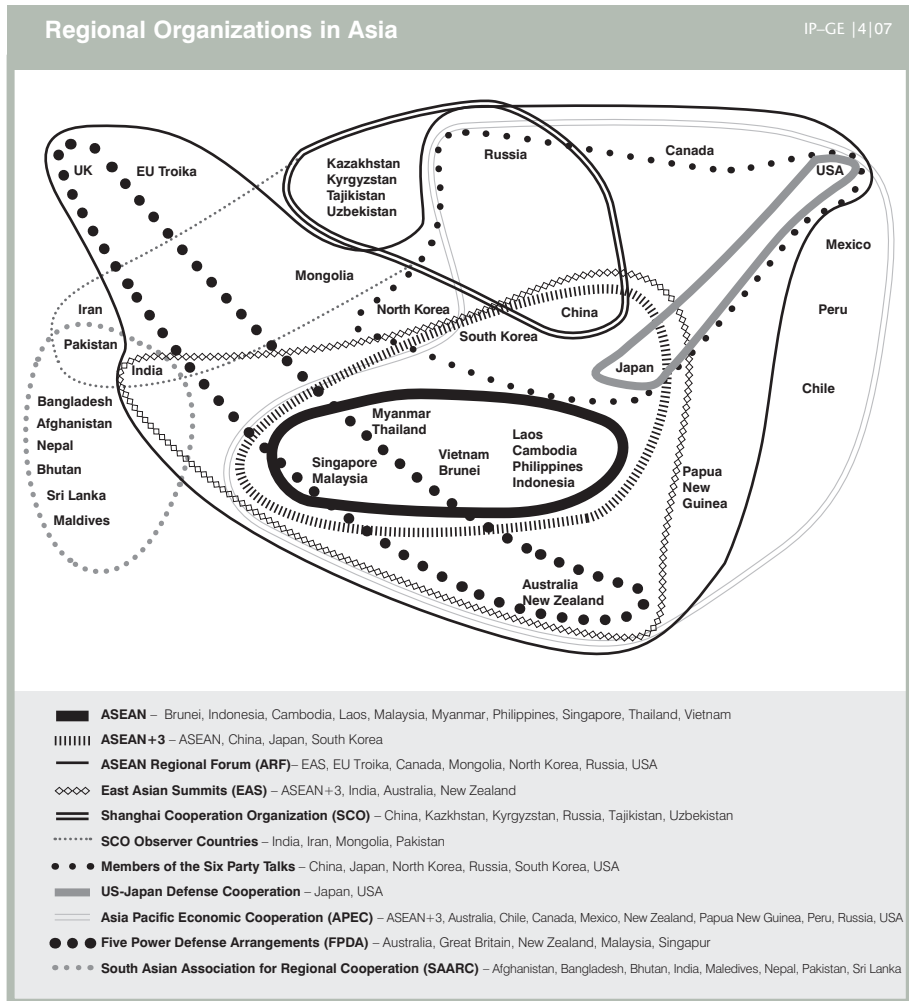 Regional Organizations in Asia
IP–GE |4|07
UK
EU Troika
Kazakhstan
Kyrgyzstan
Tajikistan
Uzbekistan
Russia
Canada
USA
Mongolia
Mexico
Iran
North Korea
China
Peru
Pakistan
South Korea
India
Japan
Chile
Bangladesh
Afghanistan
Nepal
Bhutan
Sri Lanka
Maldives
Myanmar
Thailand
Singapore
Malaysia
Vietnam
Brunei
Laos
Cambodia
Philippines
Indonesia
Papua
New
Guinea
Australia
New Zealand
ASEAN – Brunei, Indonesia, Cambodia, Laos, Malaysia, Myanmar, Philippines, Singapore, Thailand, Vietnam
ASEAN+3 – ASEAN, China, Japan, South Korea
ASEAN Regional Forum (ARF)– EAS, EU Troika, Canada, Mongolia, North Korea, Russia, USA
East Asian Summits (EAS) – ASEAN+3, India, Australia, New Zealand
Shanghai Cooperation Organization (SCO) – China, Kazkhstan, Kyrgyzstan, Russia, Tajikistan, Uzbekistan
SCO Observer Countries – India, Iran, Mongolia, Pakistan
Members of the Six Party Talks – China, Japan, North Korea, Russia, South Korea, USA
US-Japan Defense Cooperation – Japan, USA
Asia Pacific Economic Cooperation (APEC) – ASEAN+3, Australia, Chile, Canada, Mexico, New Zealand, Papua New Guinea, Peru, Russia, USA
Five Power Defense Arrangements (FPDA) – Australia, Great Britain, New Zealand, Malaysia, Singapur
South Asian Association for Regional Cooperation (SAARC) – Afghanistan, Bangladesh, Bhutan, India, Maledives, Nepal, Pakistan, Sri Lanka